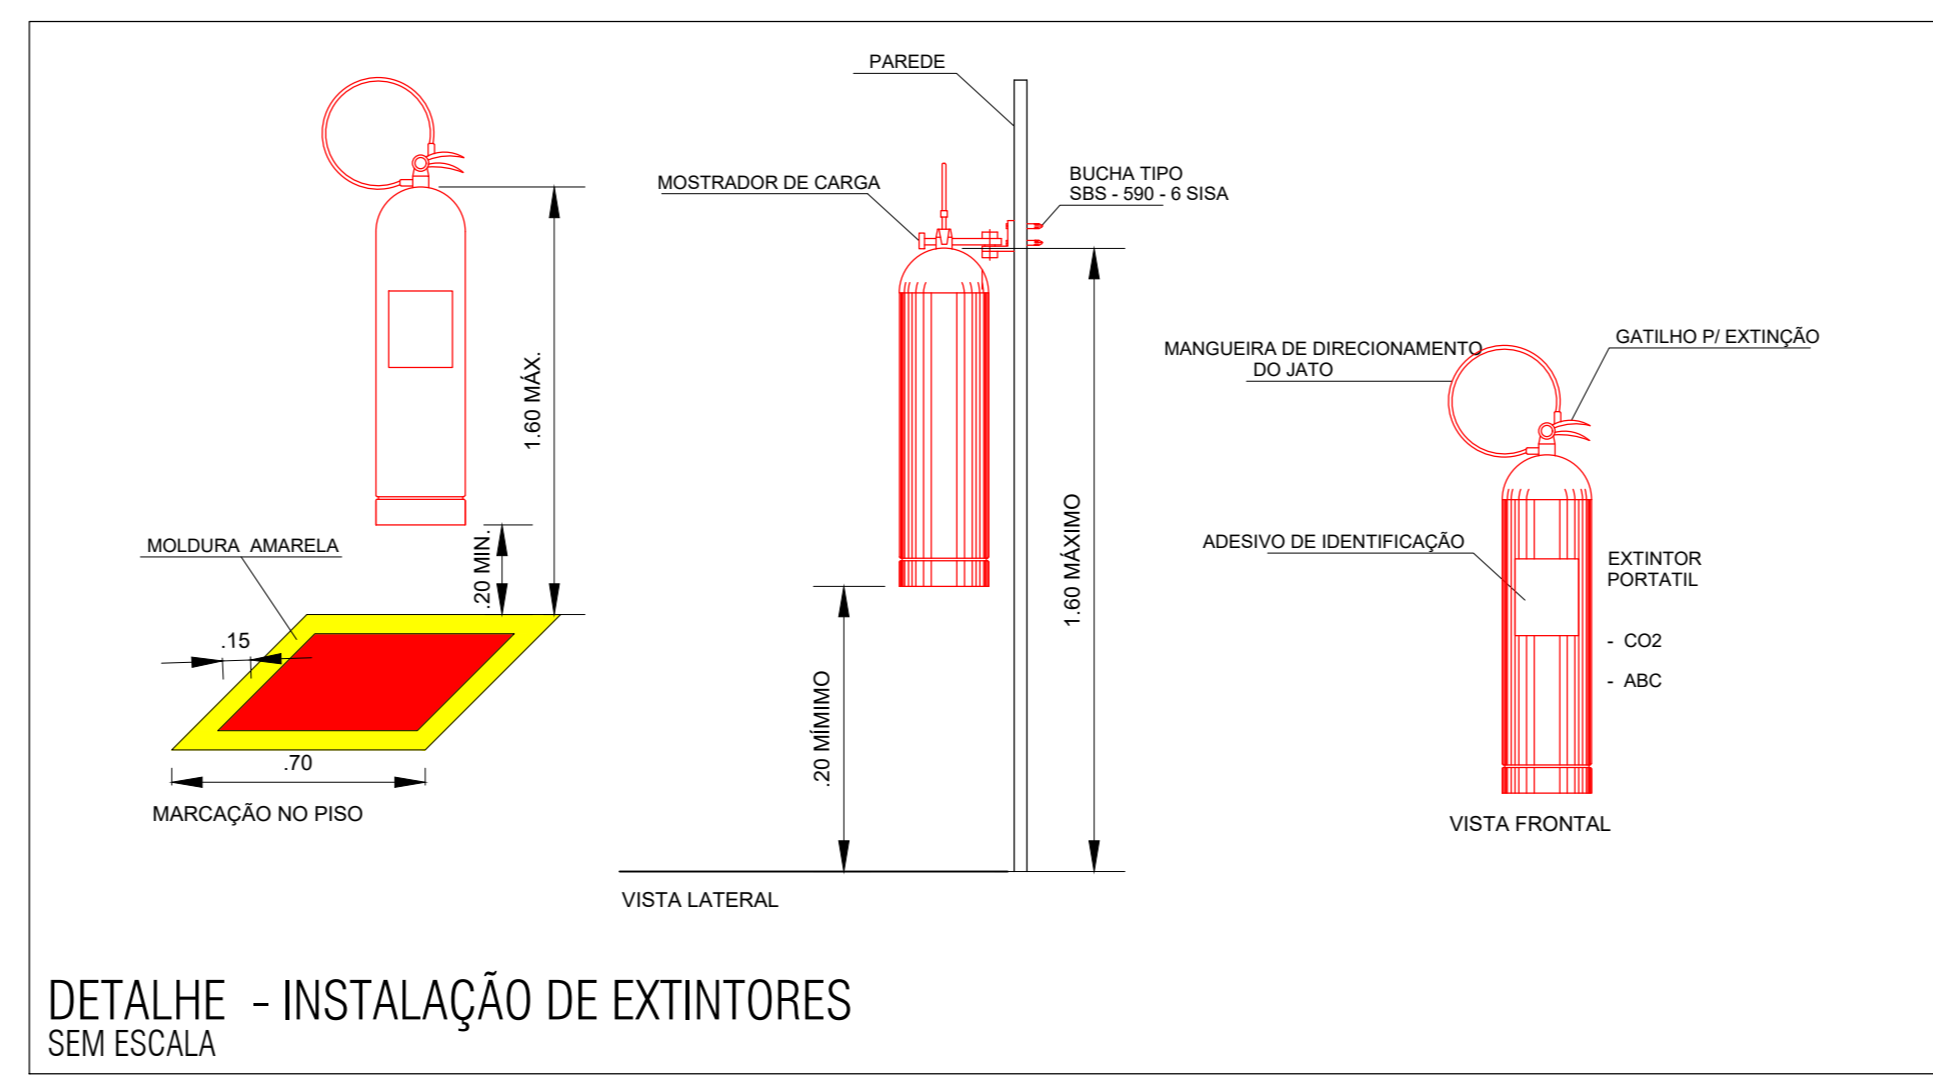 PAREDE
MOSTRADOR DE CARGA
BUCHA TIPO
SBS - 590 - 6 SISA
MANGUEIRA DE DIRECIONAMENTO
DO JATO
GATILHO P/ EXTINÇÃO
1.60 MÁX.
MOLDURA AMARELA
.20 MIN.
.15
.70
MARCAÇÃO NO PISO
1.60 MÁXIMO
.20 MÍMIMO
VISTA LATERAL
ADESIVO DE IDENTIFICAÇÃO
EXTINTOR
PORTATIL
- CO2
- ABC
VISTA FRONTAL
DETALHE - INSTALAÇÃO DE EXTINTORES
SEM ESCALA